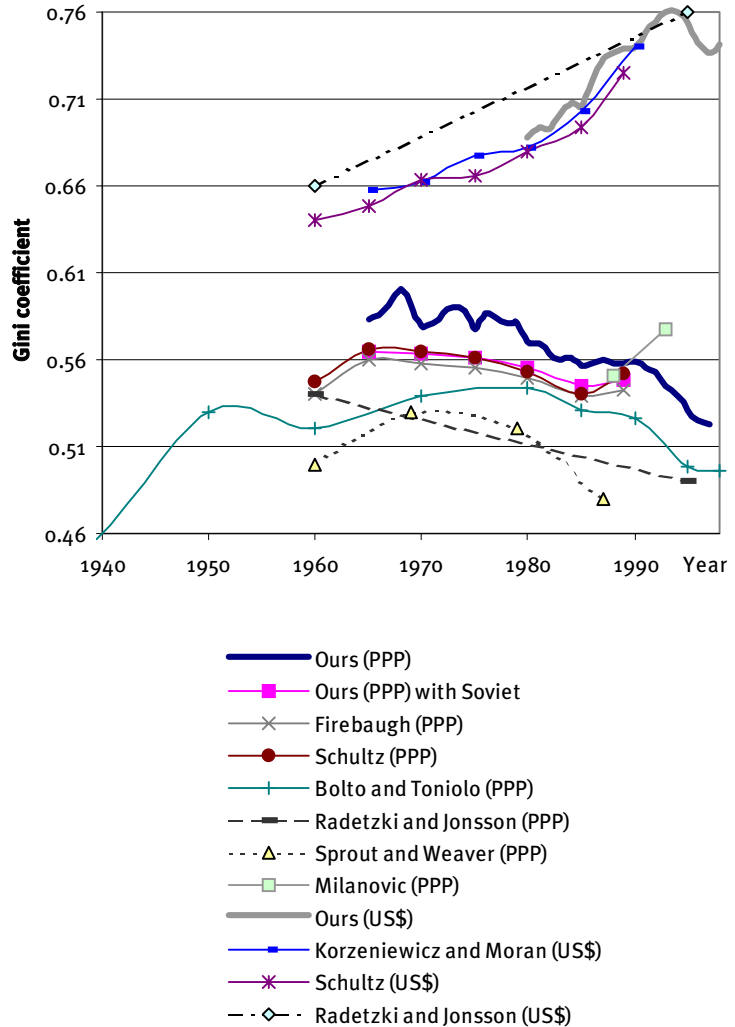 0.76
0.71
0.66
0.61
0.56
0.51
0.46
Gini coefficient
1940 1950 1960 1970 1980 1990 Year
Ours (PPP)
Ours (PPP) with Soviet
Firebaugh (PPP)
Schultz (PPP)
Bolto and Toniolo (PPP)
Radetzki and Jonsson (PPP)
Sprout and Weaver (PPP)
Milanovic (PPP)
Ours (US$)
Korzeniewicz and Moran (US$)
Schultz (US$)
Radetzki and Jonsson (US$)